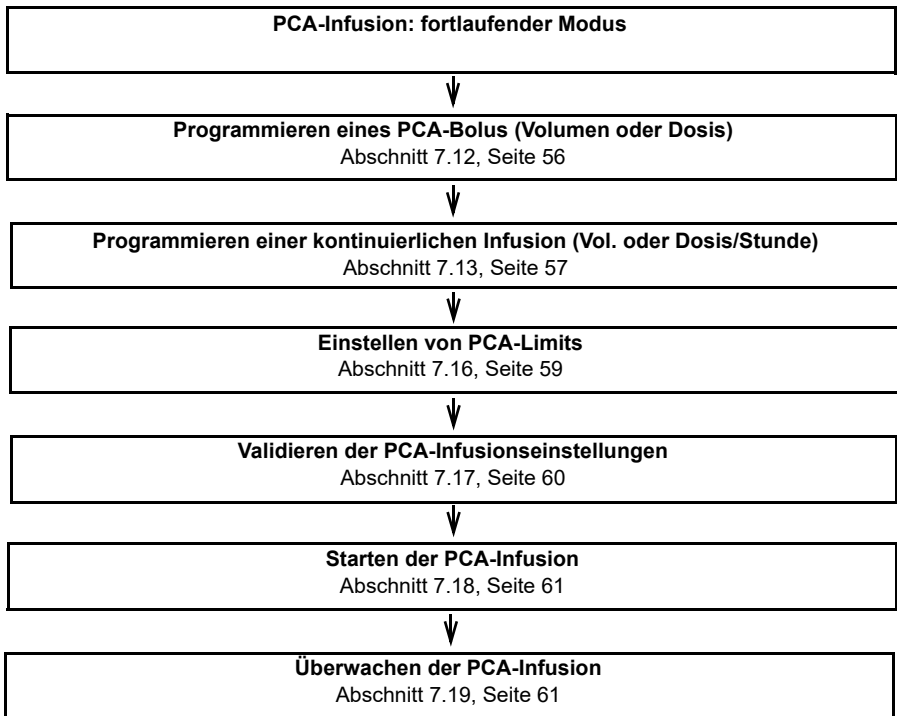 PCA-Infusion: fortlaufender Modus
Programmieren eines PCA-Bolus (Volumen oder Dosis)
Abschnitt 7.12, Seite 56
Programmieren einer kontinuierlichen Infusion (Vol. oder Dosis/Stunde)
Abschnitt 7.13, Seite 57
Einstellen von PCA-Limits
Abschnitt 7.16, Seite 59
Validieren der PCA-Infusionseinstellungen
Abschnitt 7.17, Seite 60
Starten der PCA-Infusion
Abschnitt 7.18, Seite 61
Überwachen der PCA-Infusion
Abschnitt 7.19, Seite 61